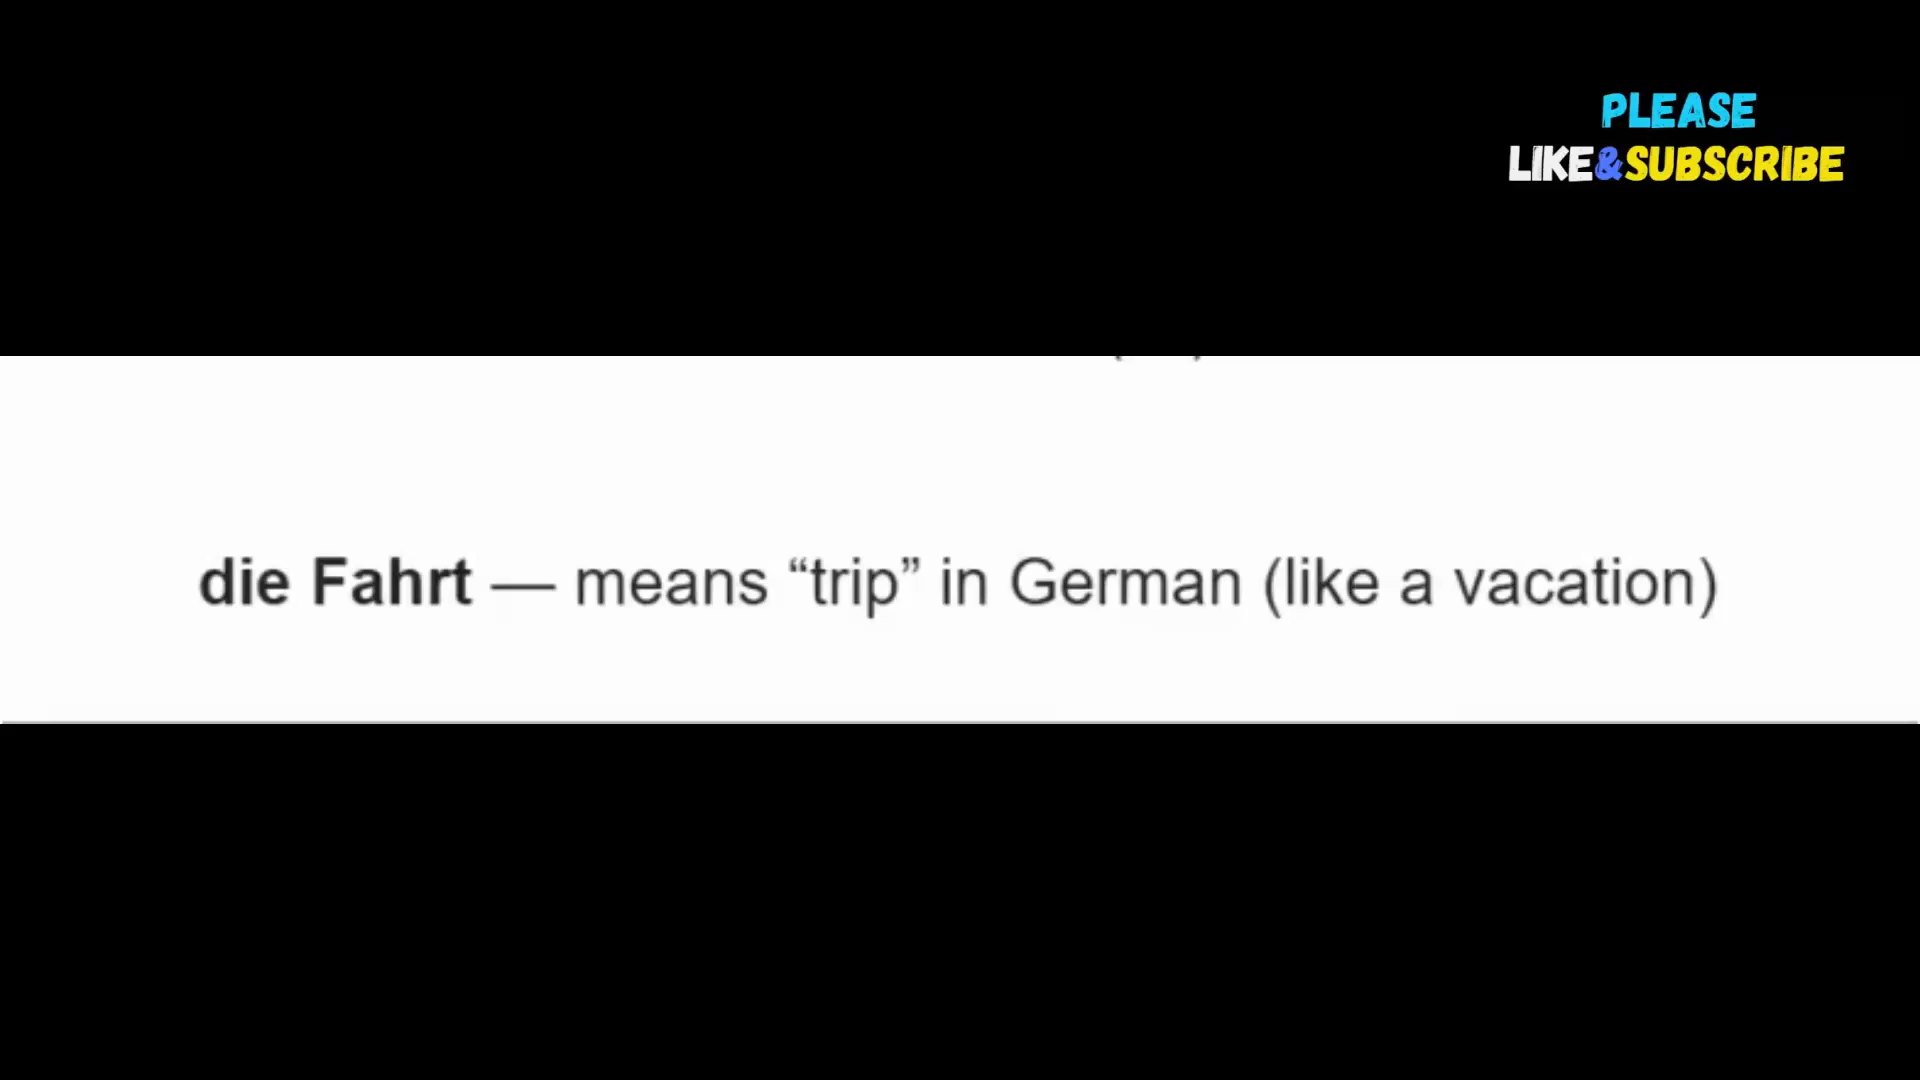 PLEASE
LIKE&SUBSCRIBE
die Fahrt — means “trip” in German (like a vacation)